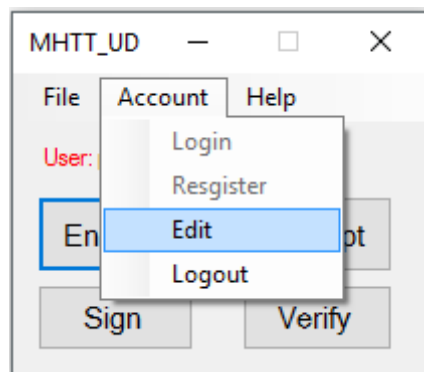 MHTT_UD
File Account Help
User:
Login
Resgister
Edit
Logout
En
pt
Sign Verify